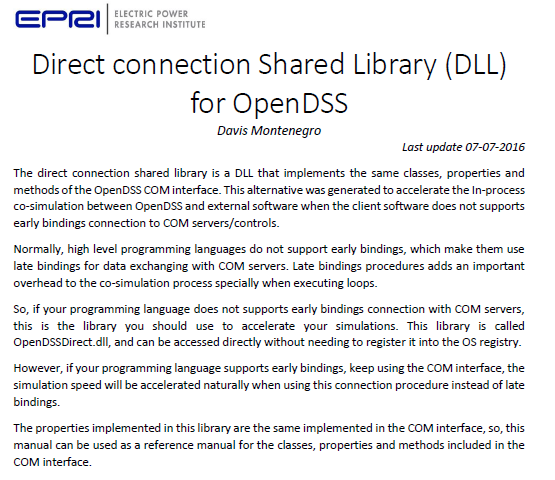 EPRI ELECTRIC POWER
RESEARCH INSTITUTE
Direct connection Shared Library (DLL)
for OpenDSS
Davis Montenegro
Last update 07-07-2016
The direct connection shared library is a DLL that implements the same classes, properties and
methods of the OpenDSS COM interface. This alternative was generated to accelerate the In-process
co-simulation between OpenDSS and external software when the client software does not supports
early bindings connection to COM servers/controls.
Normally, high level programming languages do not support early bindings, which make them use
late bindings for data exchanging with COM servers. Late bindings procedures adds an important
overhead to the co-simulation process specially when executing loops.
So, if your programming language does not supports early bindings connection with COM servers,
this is the library you should use to accelerate your simulations. This library is called
OpenDSSDirect.dll, and can be accessed directly without needing to register it into the OS registry.
However, if your programming language supports early bindings, keep using the COM interface, the
simulation speed will be accelerated naturally when using this connection procedure instead of late
bindings.
The properties implemented in this library are the same implemented in the COM interface, so, this
manual can be used as a reference manual for the classes, properties and methods included in the
COM interface.